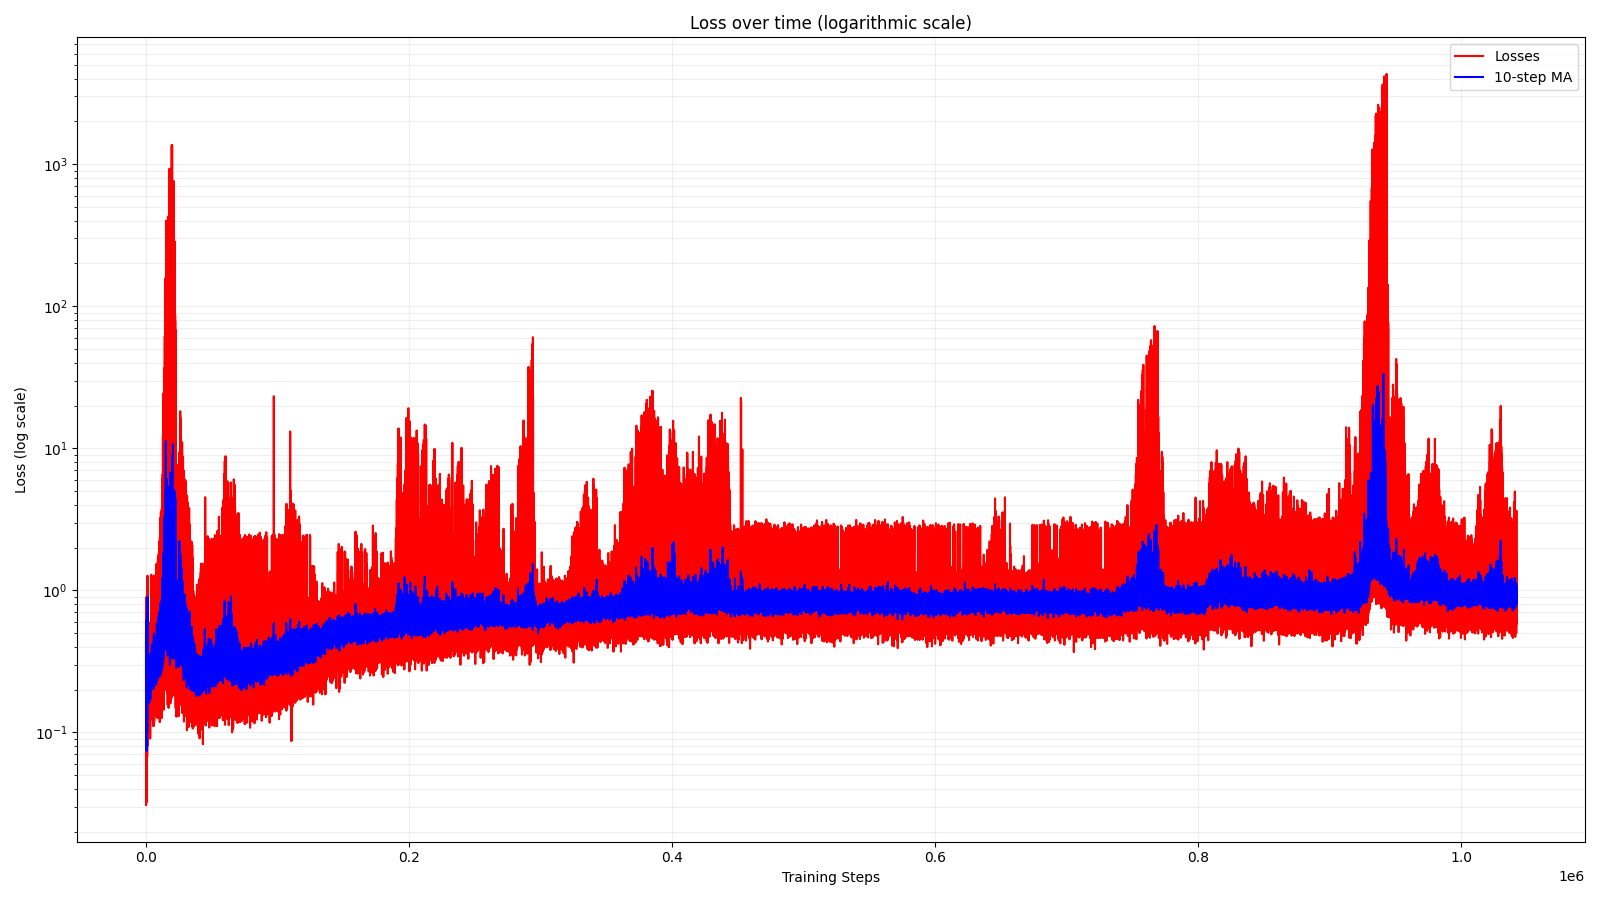 Loss over time (logarithmic scale)
Losses
10-step MA
10³
10²
10¹
10⁰
10⁻¹
Loss (log scale)
0.0
0.2
0.4
0.6
0.8
1.0
1e6
Training Steps